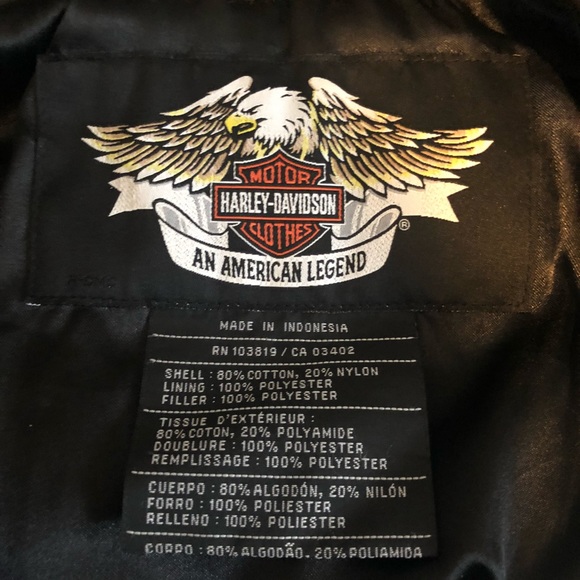 MOTOR
HARLEY-DAVIDSON
CLOTHES
®
AN AMERICAN LEGEND
MADE IN INDONESIA
RN 103819 / CA 03402
SHELL : 80% COTTON, 20% NYLON
LINING : 100% POLYESTER
FILLER : 100% POLYESTER
TISSUE D'EXTÉRIEUR :
80% COTON, 20% POLYAMIDE
DOUBLURE : 100% POLYESTER
REMPLISSAGE : 100% POLYESTER
CUERPO : 80% ALGODÓN, 20% NILÓN
FORRO : 100% POLIESTER
RELLENO : 100% POLIESTER
CORPO : 80% ALGODÃO, 20% POLIAMIDA